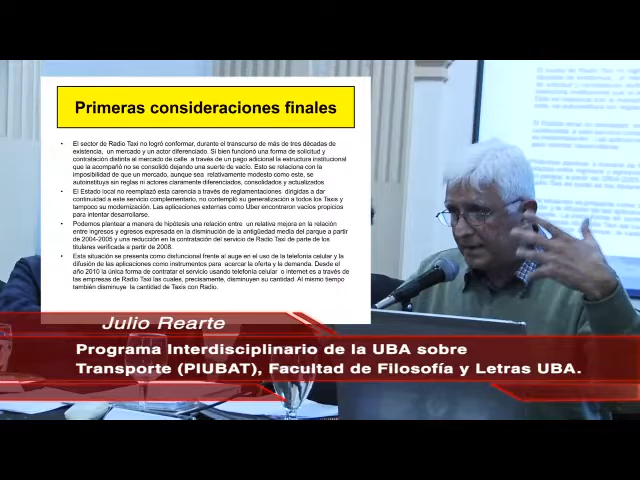 Primeras consideraciones finales
• El sector de Radio Taxi no logró conformar, durante el transcurso de más de tres décadas de
existencia, un mercado y un actor diferenciado. Si bien funcionó una forma de solicitud y
contratación distinta al mercado de calle a través de un pago adicional la estructura institucional
que la acompañó no se consolidó dejando una suerte de vacío. Esto se relaciona con la
imposibilidad de que un mercado, aunque sea relativamente modesto como este, se
autoinstituya sin reglas ni actores claramente diferentes, consolidados y actualizados
• El Estado local no reemplazó esta carencia a través de reglamentaciones dirigidas a dar
continuidad a este servicio complementario, no contempló su generalización a todos los Taxis y
tampoco su modernización. Las aplicaciones externas como Uber encontraron vacíos propicios
para intentar desarrollarse.
• Podemos plantear a manera de hipótesis una relación entre un relativa mejora en la relación
entre ingresos y egresos expresada en la disminución de la antigüedad media del parque a partir
de 2004-2005 y una reducción en la contratación del servicio de Radio Taxi de parte de los
titulares verificada a partir de 2008.
• Esta situación se presenta como disfuncional frente al auge en el uso de la telefonía celular y la
difusión de las aplicaciones como instrumentos para acercar la oferta y la demanda. Desde el
año 2010 la única forma de contratar el servicio usando telefonía celular o internet es a través de
las empresas de Radio Taxi las cuales, precisamente, disminuyen su cantidad. Al mismo tiempo
también disminuye la cantidad de Taxis con Radio.
Julio Rearte
Programa Interdisciplinario de la UBA sobre
Transporte (PIUBAT), Facultad de Filosofía y Letras UBA.